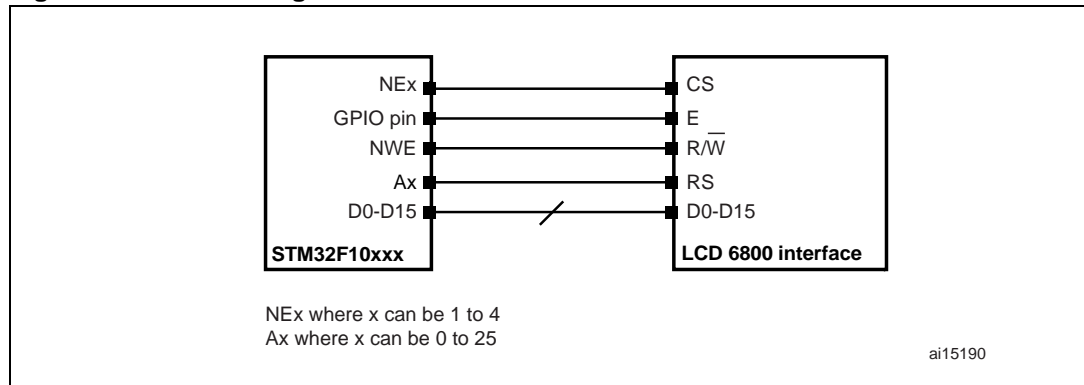 NEx
GPIO pin
NWE
Ax
D0-D15
STM32F10xxx
CS
E
R/W̅
RS
D0-D15
LCD 6800 interface
NEx where x can be 1 to 4
Ax where x can be 0 to 25
ai15190